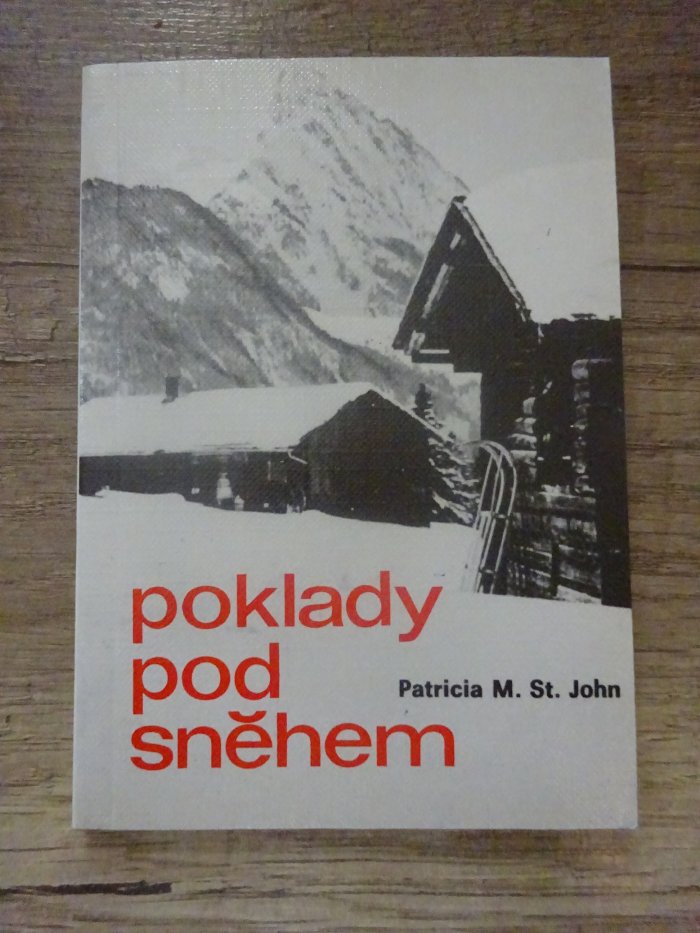 poklady
pod
Patricia M. St. John
sněhem